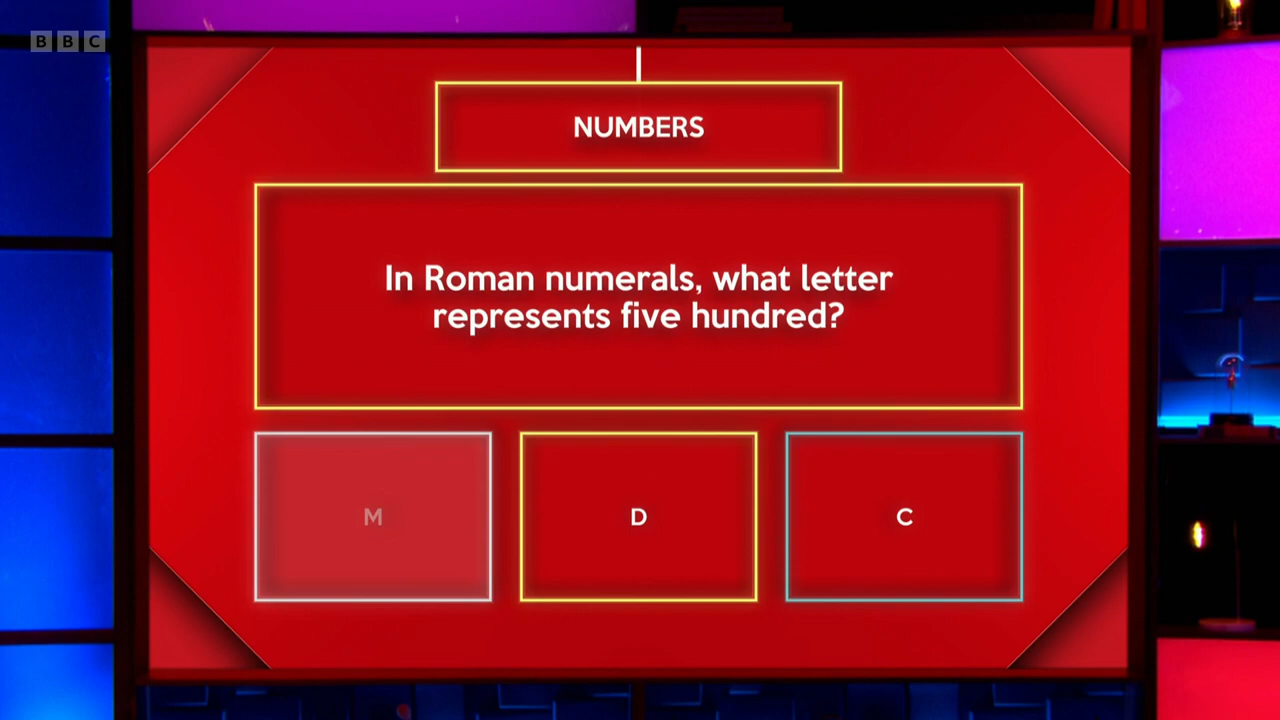 BBC
NUMBERS
In Roman numerals, what letter
represents five hundred?
M
D
C